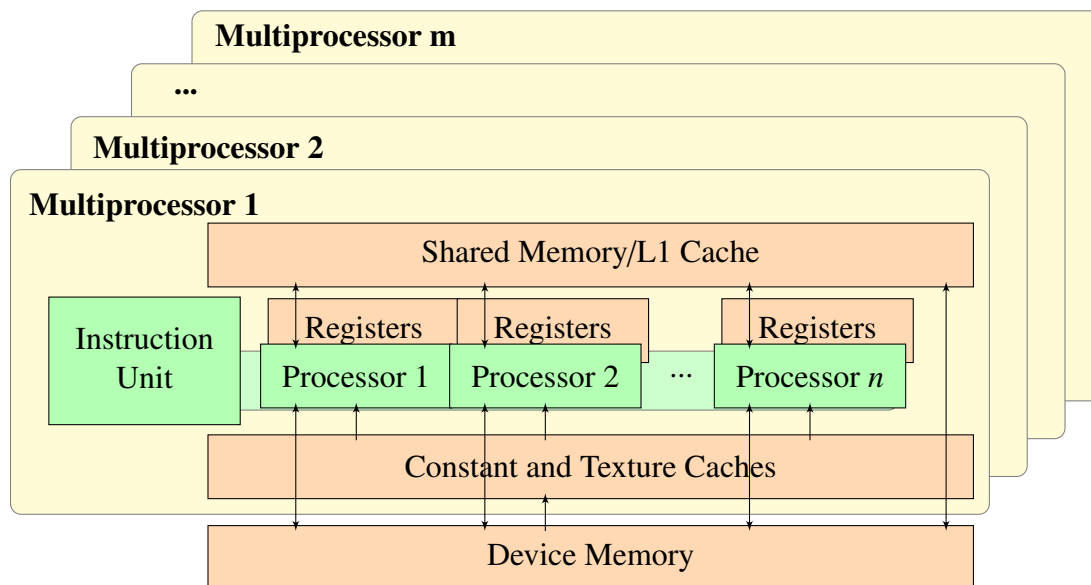 Multiprocessor m
...
Multiprocessor 2
Multiprocessor 1
Shared Memory/L1 Cache
Registers
Registers
Registers
Instruction
Unit
Processor 1
Processor 2
...
Processor n
Constant and Texture Caches
Device Memory